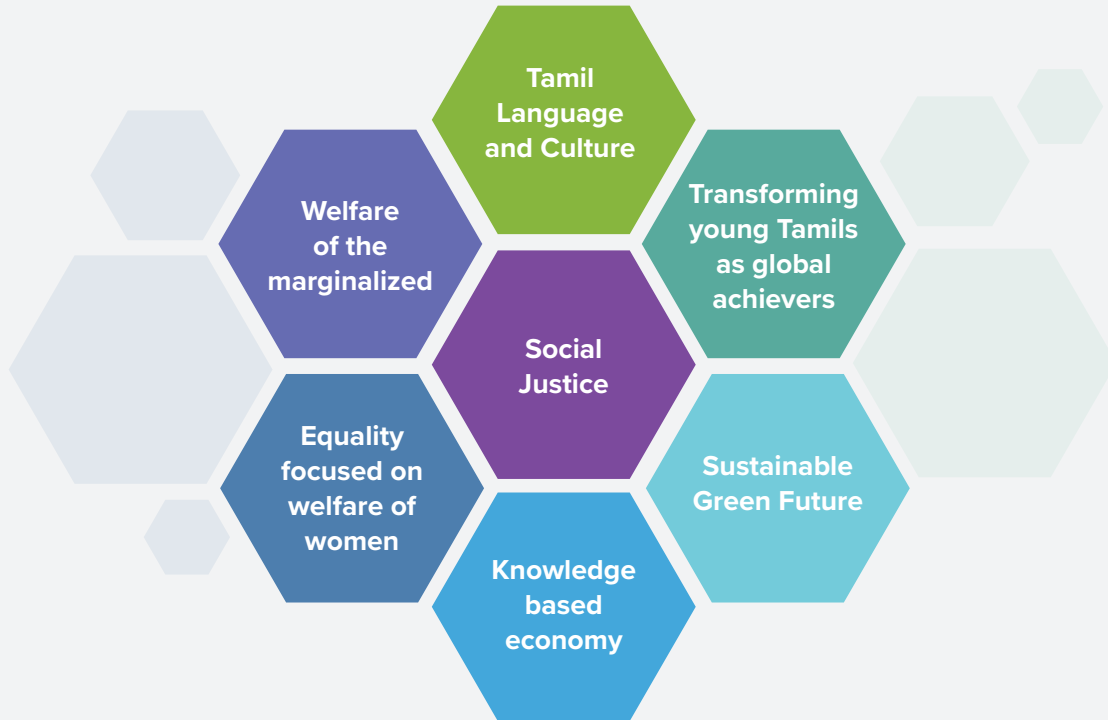 Tamil
Language
and Culture
Transforming
young Tamils
as global
achievers
Welfare
of the
marginalized
Social
Justice
Equality
focused on
welfare of
women
Sustainable
Green Future
Knowledge
based
economy